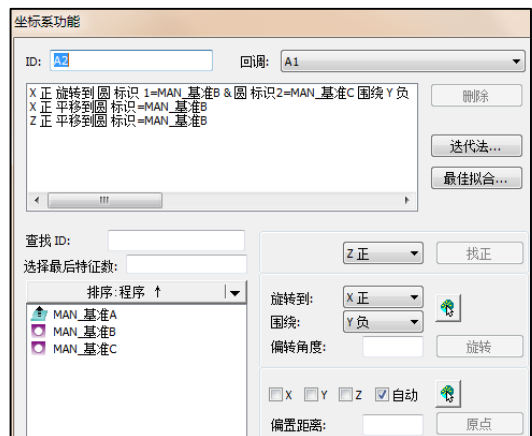 坐标系功能
ID: A2 回调: A1
X 正 旋转到 圆 标识 1=MAN_基准B & 圆 标识2=MAN_基准C 围绕 Y 负
X 正 平移到圆 标识 =MAN_基准B
Z 正 平移到圆 标识 =MAN_基准B
删除
迭代法...
最佳拟合...
查找 ID:
选择最后特征数:
排序:程序 ↑
MAN_基准A
MAN_基准B
MAN_基准C
Z 正 找正
旋转到: X 正
围绕: Y 负
偏转角度: 旋转
X Y Z 自动
偏置距离: 原点